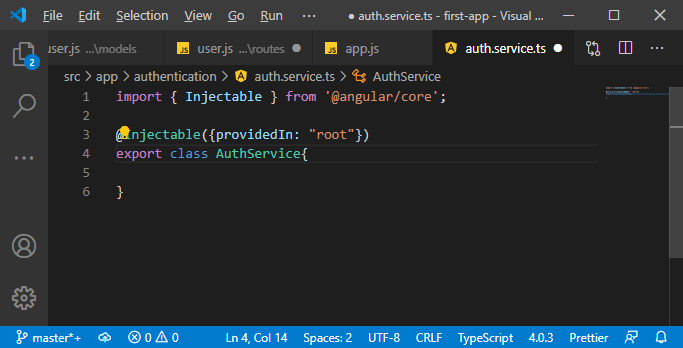 File Edit Selection ... auth.service.ts - first-app - Visual ...
user.js ...\models JS user.js ...\routes JS app.js auth.service.ts ...
2
src > app > authentication > auth.service.ts > AuthService
1 import { Injectable } from '@angular/core';
2
3 @Injectable({providedIn: "root"})
4 export class AuthService{
5
6 }
master*+ 0 0 Ln 4, Col 14 Spaces: 2 UTF-8 CRLF TypeScript 4.0.3 Prettier